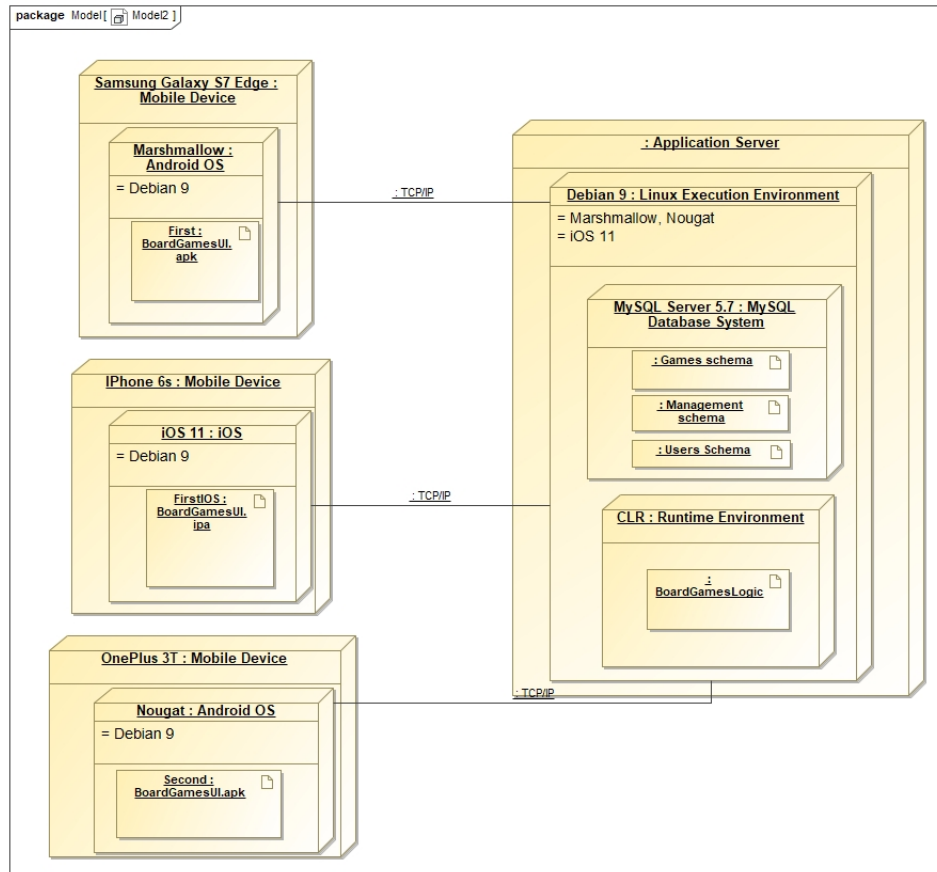 package Model[ Model2 ]
Samsung Galaxy S7 Edge :
Mobile Device
Marshmallow :
Android OS
= Debian 9
First :
BoardGamesUI.
apk
: TCP/IP
: Application Server
Debian 9 : Linux Execution Environment
= Marshmallow, Nougat
= iOS 11
MySQL Server 5.7 : MySQL
Database System
: Games schema
: Management
schema
: Users Schema
IPhone 6s : Mobile Device
iOS 11 : iOS
= Debian 9
FirstIOS :
BoardGamesUI.
ipa
: TCP/IP
CLR : Runtime Environment
:
BoardGamesLogic
OnePlus 3T : Mobile Device
Nougat : Android OS
= Debian 9
Second :
BoardGamesUI.apk
: TCP/IP